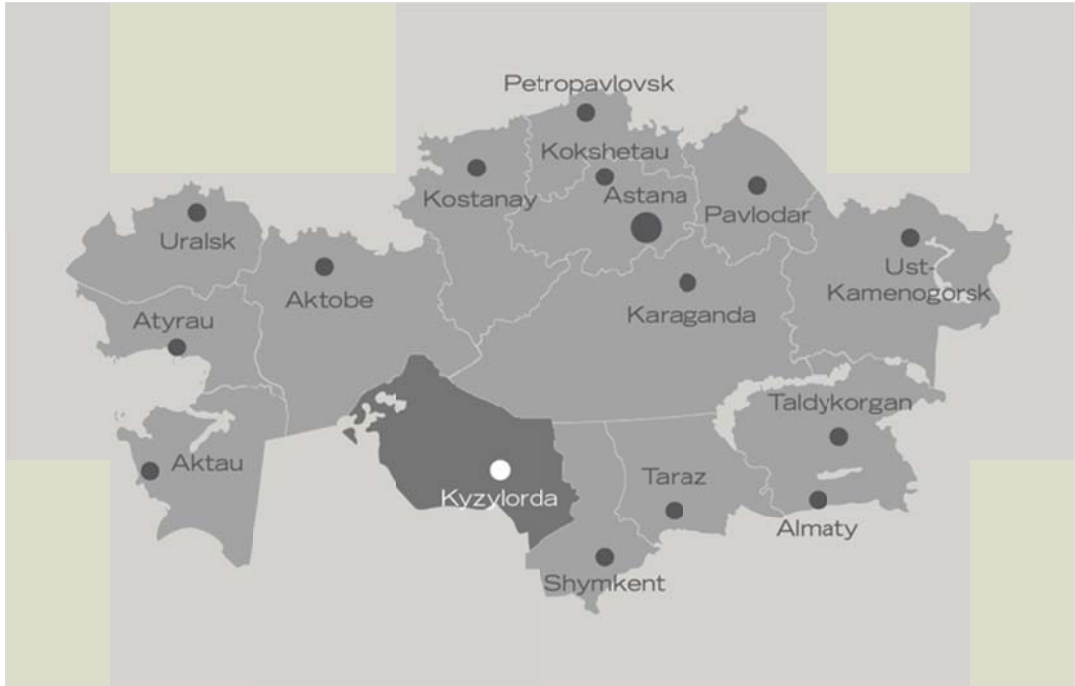 Petropavlovsk
Kokshetau
Kostanay
Astana
Pavlodar
Uralsk
Ust-
Kamenogorsk
Aktobe
Karaganda
Atyrau
Taldykorgan
Aktau
Taraz
Kyzylorda
Almaty
Shymkent